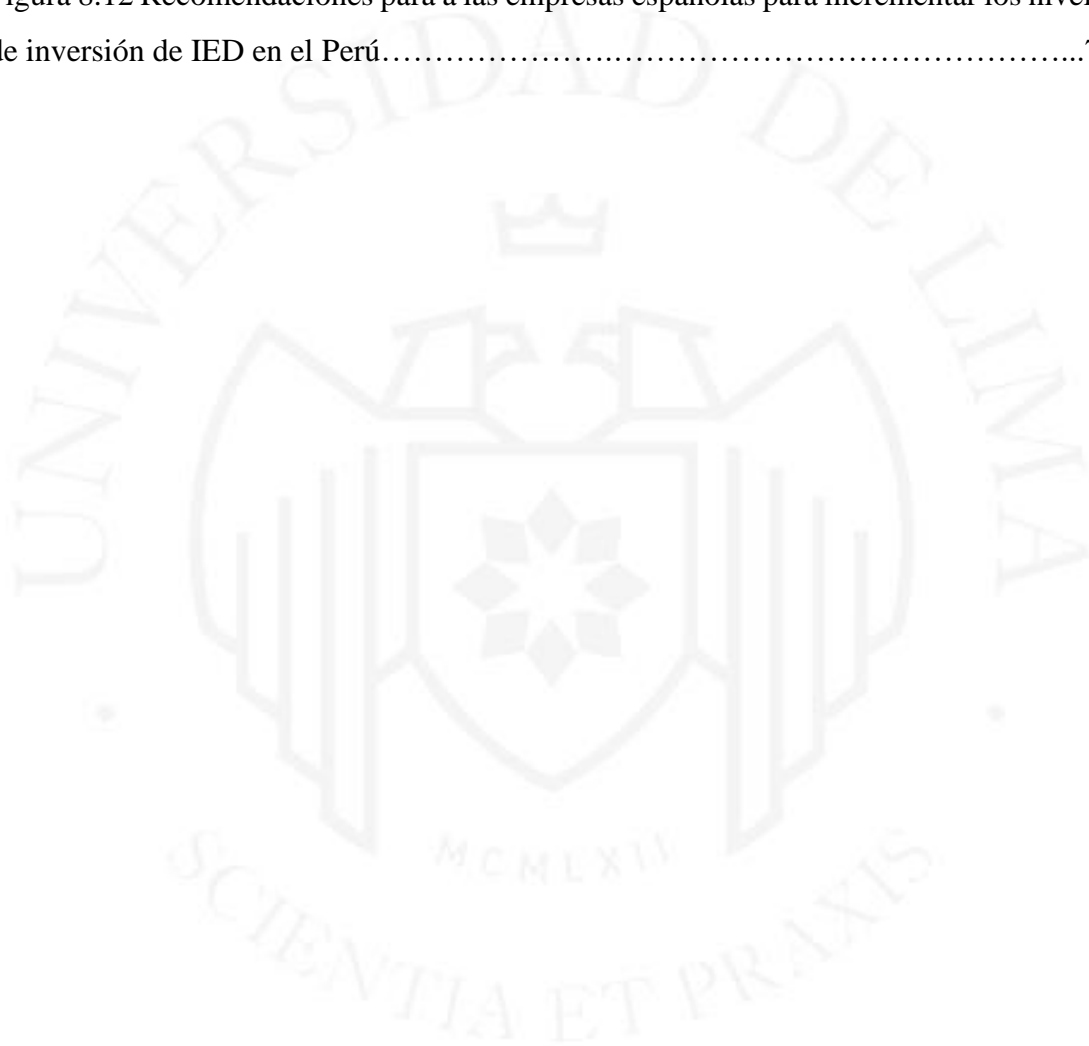 igura 8.12 Recomendaciones para a las empresas españolas para incrementar los
de inversión de IED en el Perú………………….……………………………………...
UNIVERSIDAD DE LIMA
MCMLXII
SCIENTIA ET PRAXIS